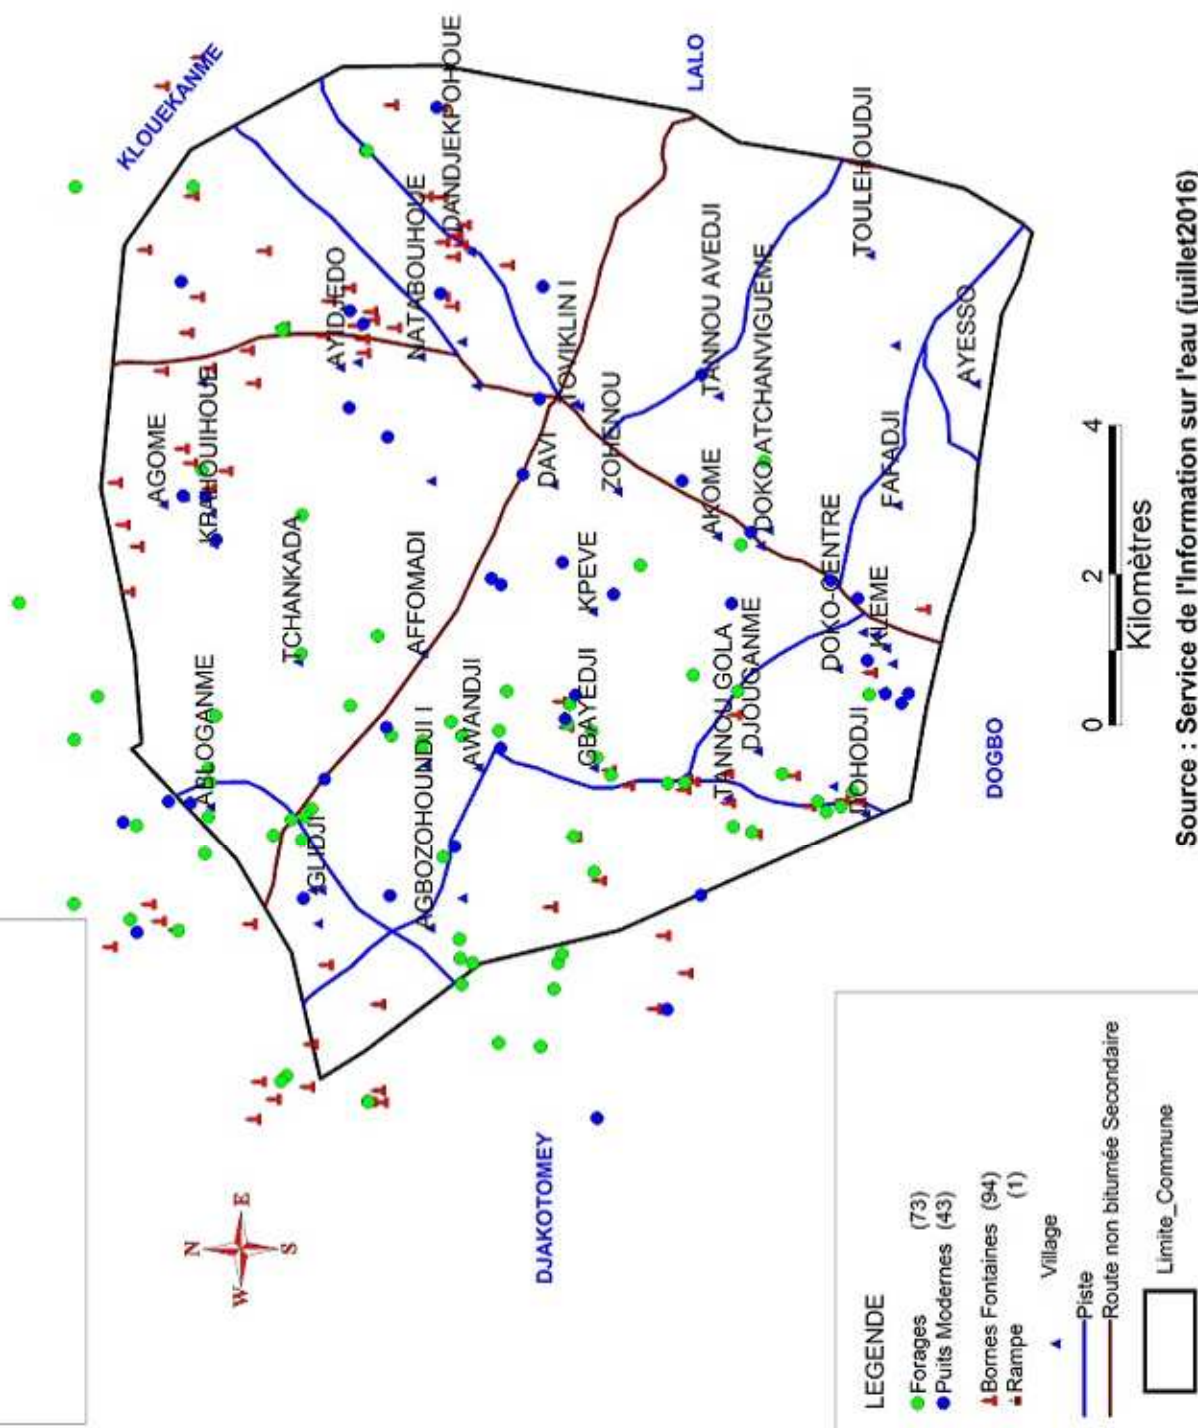 KLOUEKANME
AGOME
KPAHOUIHOUE
AYIDJEDO
NATABOUHOUE
DANDJEKPOHOUE
LALO
TCHANKADA
ABLOGANME
AFFOMADI
GLIDJI
AGBOZOHOUNDJI I
AWANDJI
DAVI
TOVIKLIN I
ZOHENOU
KPEVE
GBAYEDJI
TANNOU AVEDJI
AKOME
DOKO ATCHANVIGUEME
TOULEHOUDJI
TANNOU GOLA
DJOUGANME
DOKO-CENTRE
KLEME
FAFADJI
AYESSO
DOHODJI
DJAKOTOMEY
DOGBO
N
W
E
S
LEGENDE
Forages (73)
Puits Modernes (43)
Bornes Fontaines (94)
Rampe (1)
Village
Piste
Route non bitumée Secondaire
Limite_Commune
0 2 4
Kilomètres
Source : Service de l'Information sur l'eau (juillet2016)